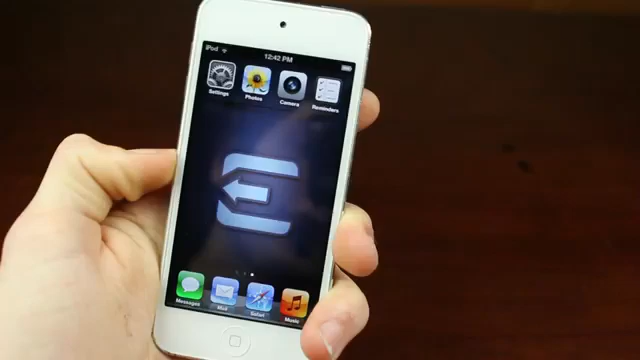 iPod
12:42 PM
Settings
Photos
Camera
Reminders
Messages
Mail
Safari
Music